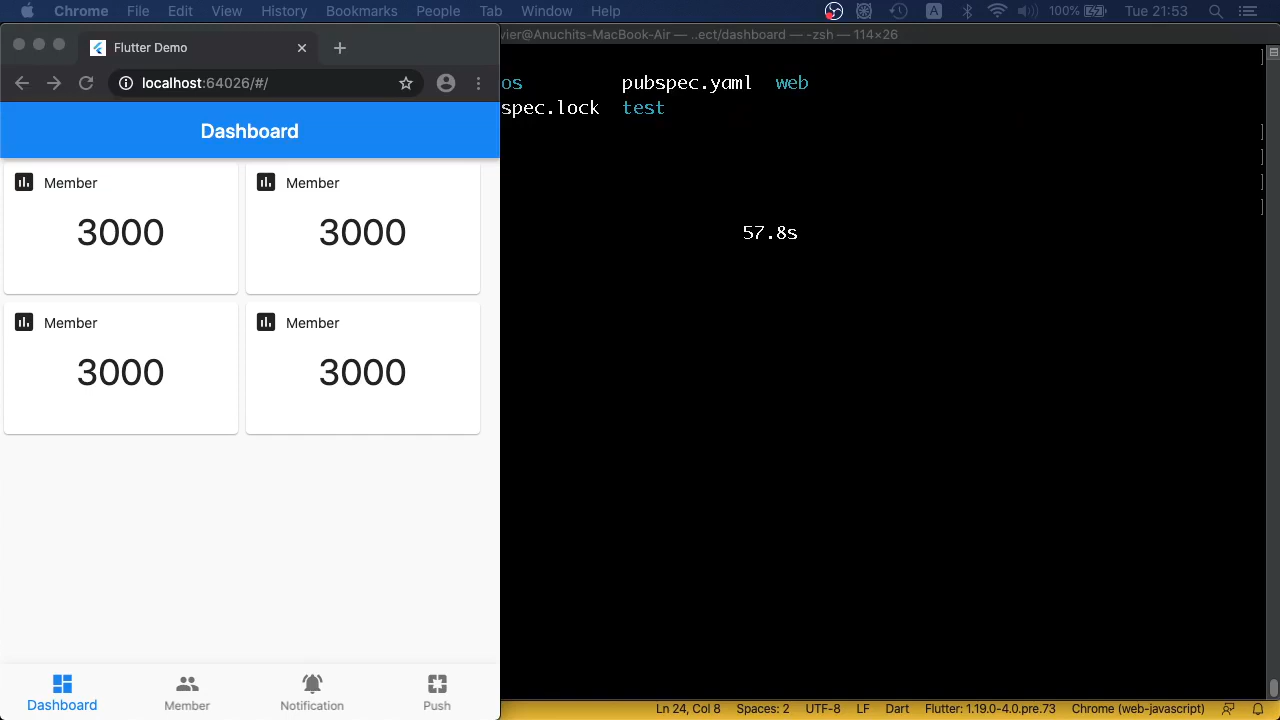 Chrome File Edit View History Bookmarks People Tab Window Help 100% Tue 21:53
Flutter Demo
vier@Anuchits-MacBook-Air — ..ect/dashboard — -zsh — 114×26
localhost:64026/#/
os pubspec.yaml web
spec.lock test
Dashboard
Member
3000
Member
3000
57.8s
Member
3000
Member
3000
Dashboard
Member
Notification
Push
Ln 24, Col 8 Spaces: 2 UTF-8 LF Dart Flutter: 1.19.0-4.0.pre.73 Chrome (web-javascript)